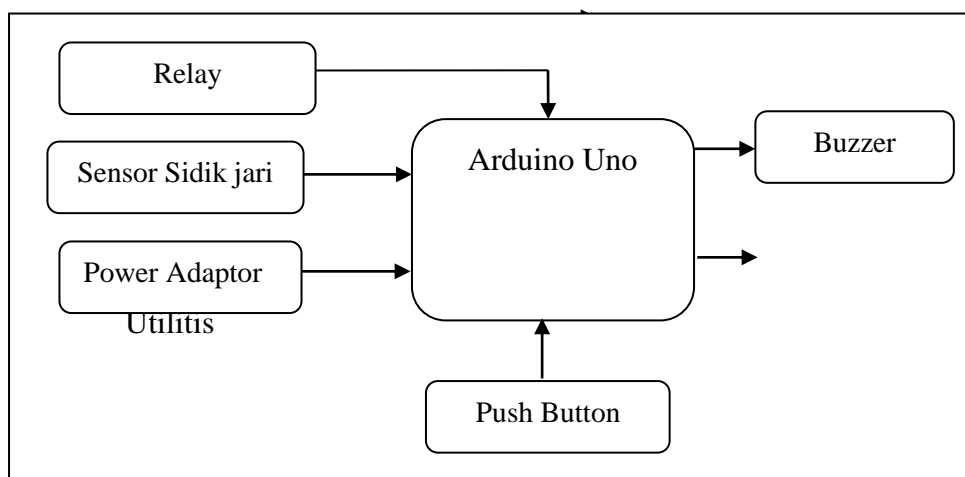 Relay
Sensor Sidik jari
Power Adaptor
Utilitis
Arduino Uno
Buzzer
Push Button